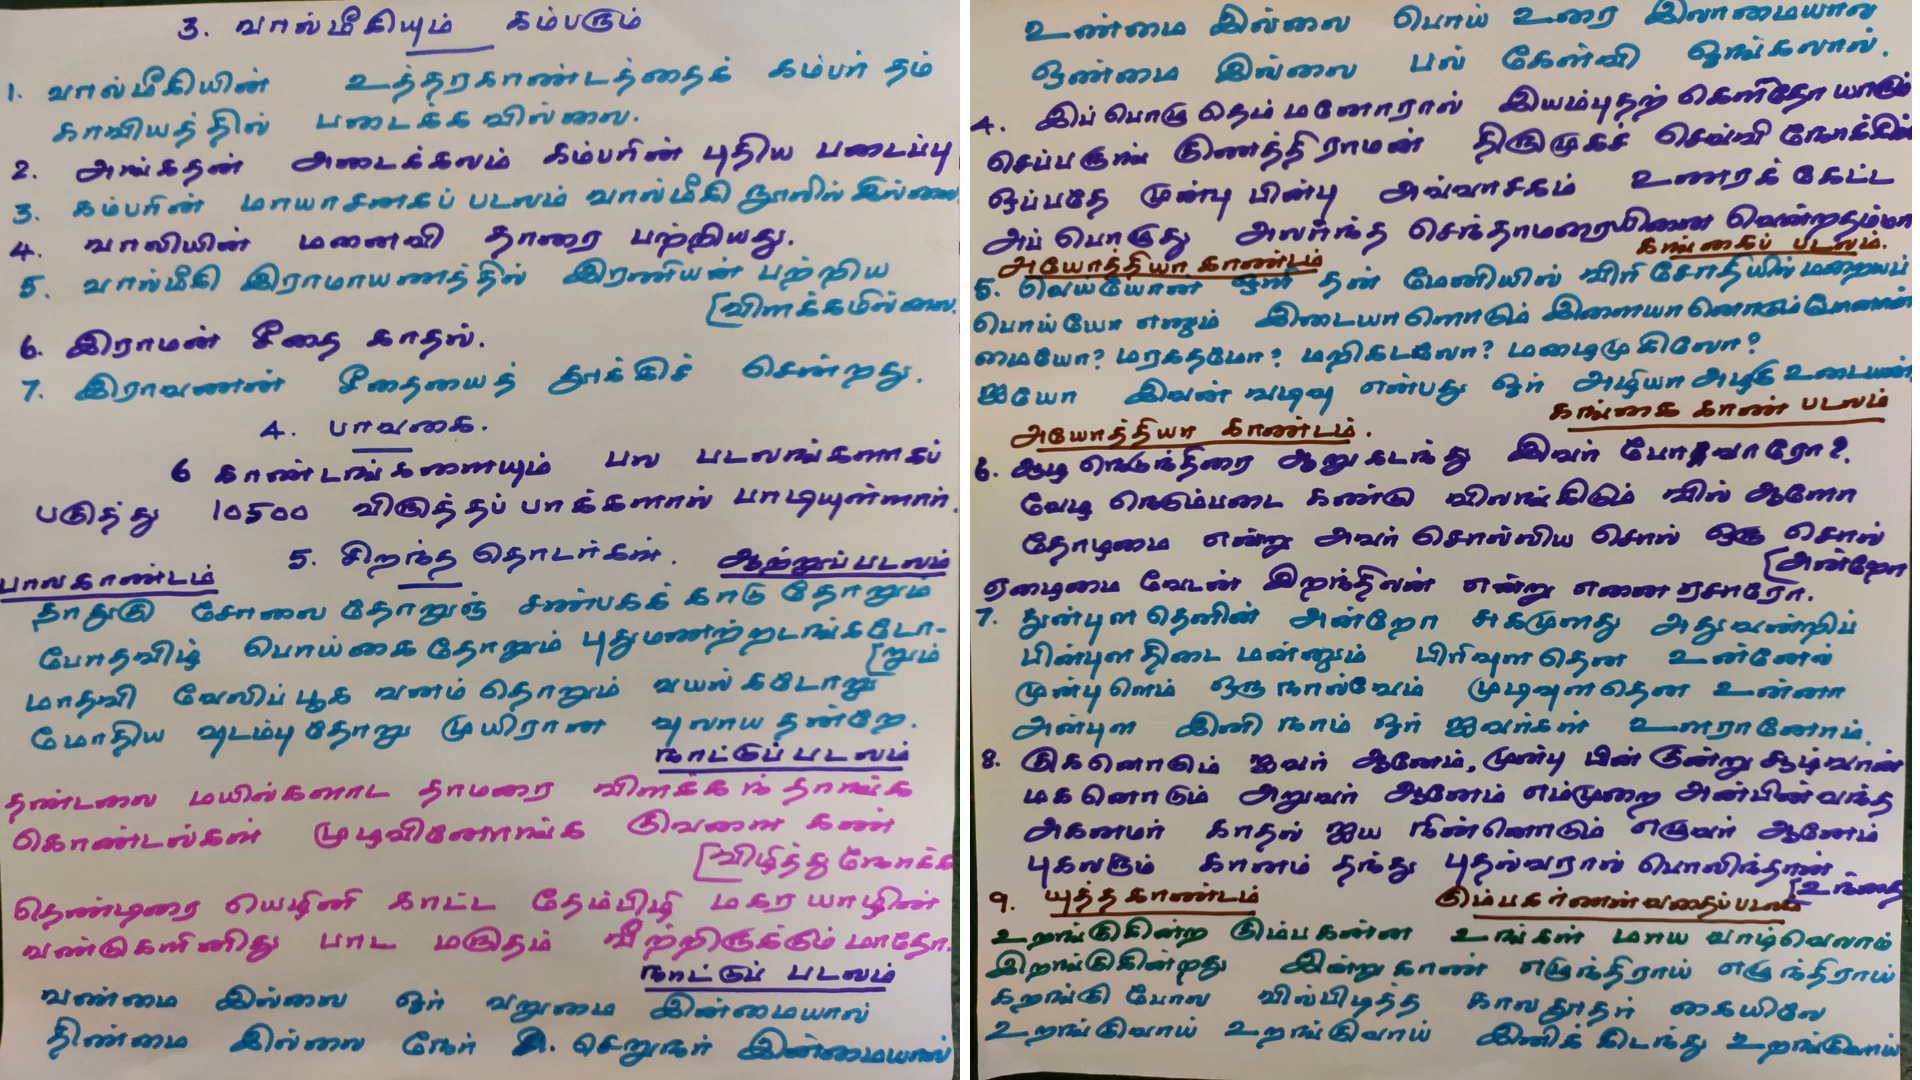 3. வால்மீகியும் கம்பரும்
1. வால்மீகியின் உத்தரகாண்டத்தைக் கம்பர் தம்
காவியத்தில் படைக்கவில்லை.
2. அங்கதன் அடைக்கலம் கம்பரின் புதிய படைப்பு
3. கம்பரின் மாயாசனகப் படலம் வால்மீகி நூலில் இல்லை
4. வாலியின் மனைவி தாரை பற்றியது.
5. வால்மீகி இராமாயணத்தில் இரணியன் பற்றிய
[விளக்கமில்லை.
6. இராமன் சீதை காதல்.
7. இராவணன் சீதையைத் தூக்கிச் சென்றது.
4. பாவகை.
6 காண்டங்களையும் பல படலங்களாகப்
படுத்து 10500 விருத்தப் பாக்களால் பாடியுள்ளார்.
5. சிறந்த தொடர்கள். ஆற்றுப்படலம்
பாலகாண்டம்
தாதுகு சோலை தோறுஞ் சண்பகக் காடு தோறும்
போதவிழ் பொய்கை தோறும் புதுமணற்றடங்கடோ-
[றும்
மாதவி வேலிப் பூக வனம் தொறும் வயல் கடோறு
மோதிய வுடம்பு தோறு முயிரான வுலாய தன்றே.
நாட்டுப் படலம்
தண்டலை மயில்களாட தாமரை விளக்கந் தாங்க
கொண்டல்கள் முழவினோங்க குவளை கண்
[விழித்து நோக்க
தெண்டிரை யெழினி காட்ட தேம்பிழி மகர யாழின்
வண்டுகளினிது பாட மருதம் வீற்றிருக்கும் மாதோ.
நாட்டுப் படலம்
வண்மை இல்லை ஓர் வறுமை இன்மையால்
திண்மை இல்லை நேர் செறுநர் இன்மையால்
உண்மை இல்லை பொய் உரை இலாமையால
ஒண்மை இல்லை பல் கேள்வி ஓங்கலால்.
4. இப் பொழு தெம் மனோரால் இயம்புதற் கெளிதோ யாரும்
செப்பருங் குணத்திராமன் திருமுகச் செவ்வி நோக்கின்
ஒப்பதே முன்பு பின்பு அவ்வாசகம் உணரக் கேட்ட
அப் பொழுது அலர்ந்த செந்தாமரையினை வென்றதம்மா
அயோத்தியா காண்டம் கங்கைப் படலம்.
5. வெய்யோன் ஒளி தன் மேனியில் விரி சோதியில் மறையப்
பொய்யோ எனும் இடையாளொடும் இளையானொடும் போனான்
மையோ? மரகதமோ? மறிகடலோ? மழைமுகிலோ?
ஐயோ இவன் வடிவு என்பது ஓர் அழியா அழகு உடையான்
அயோத்தியா காண்டம். கங்கை காண் படலம்
6. ஆழ நெடுந்திரை ஆறு கடந்து இவர் போவாரோ?.
வேழ நெடும்படை கண்டு விலங்கிடும் வில் ஆளோ
தோழமை என்று அவர் சொல்லிய சொல் ஒரு சொல்
[அன்றோ
ஏழைமை வேடன் இறந்திலன் என்று எனை ஏசாரோ.
7. துன்புள தெனின் அன்றோ சுகமுளது அதுவன்றிப்
பின்புள திடை மன்னும் பிரிவுள தென உன்னேல்
முன்பு ளெம் ஒரு நால்வேம் முடிவுள தென உன்னா
அன்புள இனி நாம் ஓர் ஐவர்கள் உளரானோம்.
8. குகனொடும் ஐவர் ஆனேம், முன்பு பின் குன்று சூழ்வான்
மகனொடும் அறுவர் ஆனேம் எம்முறை அன்பின் வந்த
அகனமர் காதல் ஐய நின்னொடும் எழுவர் ஆனேம்
புகலரும் கானம் தந்து புதல்வரால் பொலிந்தான்
[உந்தை
9. யுத்த காண்டம் கும்பகர்ணன் வதைப்படலம்
உறங்குகின்ற கும்பகன்ன உங்கள் மாய வாழ்வெலாம்
இறங்குகின்றது இன்று காண் எழுந்திராய் எழுந்திராய்
கறங்கு போல வில்பிடித்த காலதூதர் கையிலே
உறங்குவாய் உறங்குவாய் இனிக் கிடந்து உறங்குவாய்